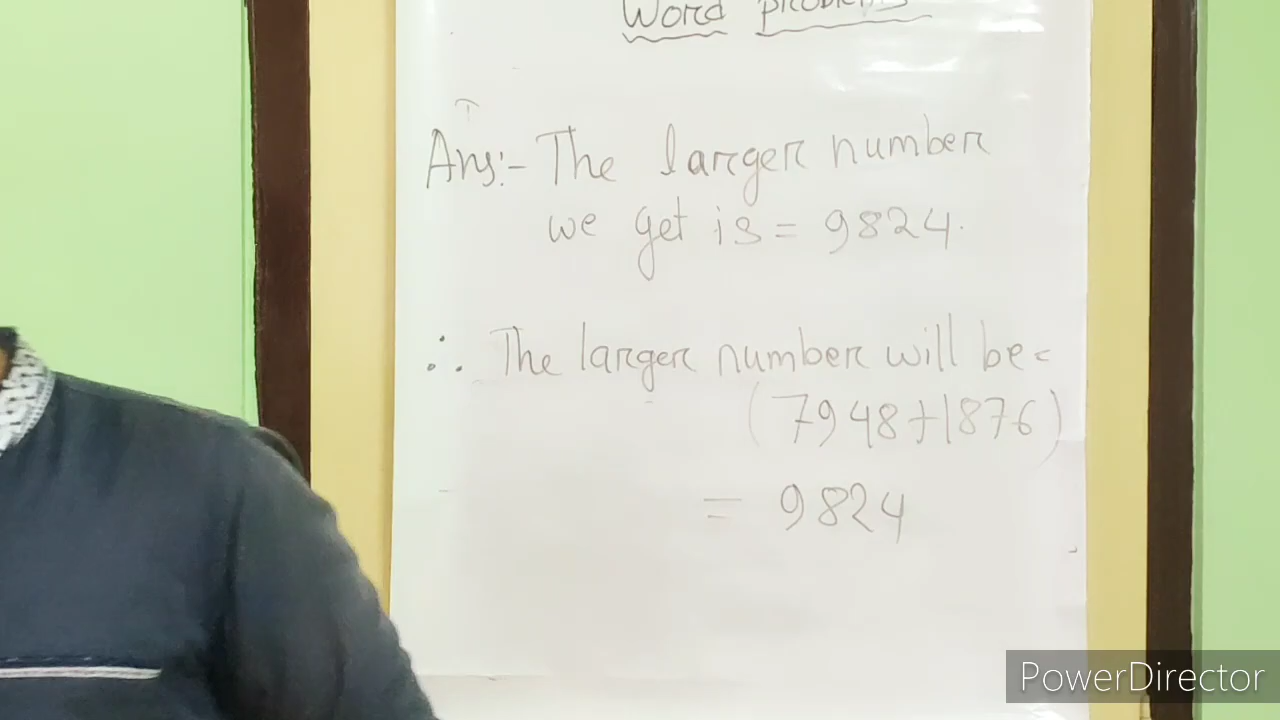 Word problems
Ans:- The larger number
we get is = 9824.
∴ The larger number will be =
(7948+1876)
= 9824
PowerDirector